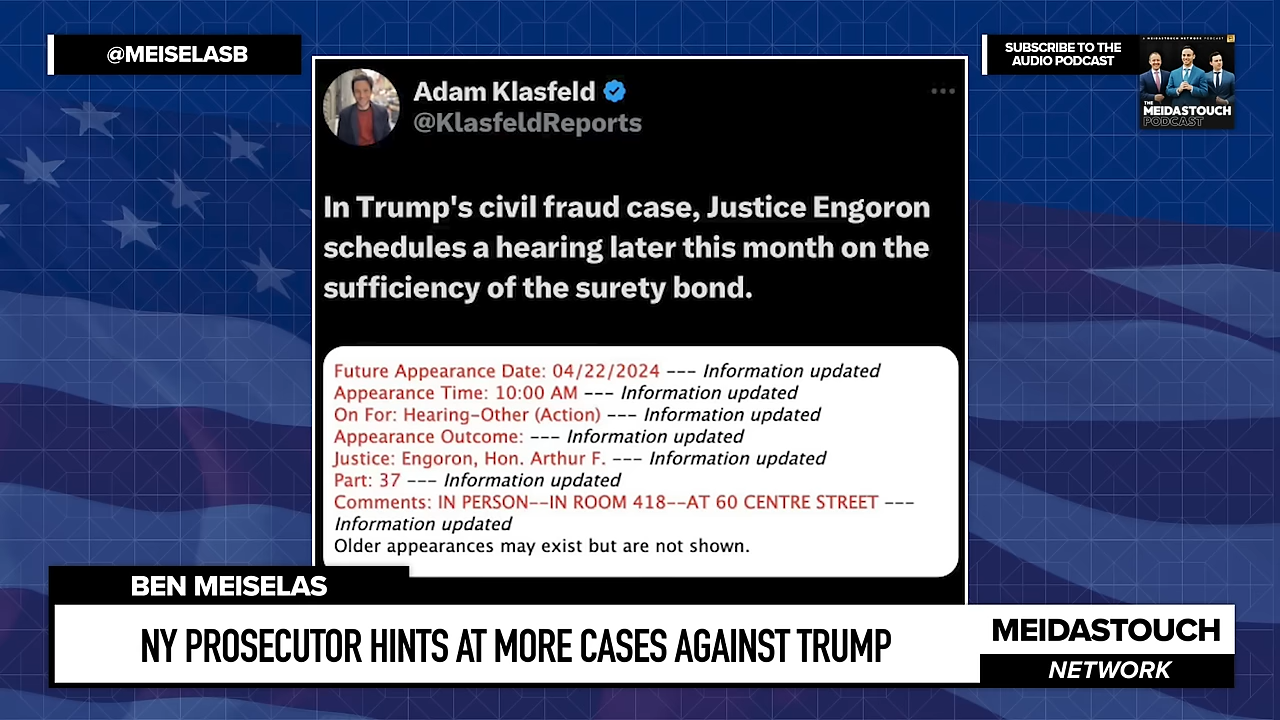 @MEISELASB
SUBSCRIBE TO THE
AUDIO PODCAST
THE
MEIDASTOUCH
PODCAST
Adam Klasfeld
@KlasfeldReports
In Trump's civil fraud case, Justice Engoron
schedules a hearing later this month on the
sufficiency of the surety bond.
Future Appearance Date: 04/22/2024 --- Information updated
Appearance Time: 10:00 AM --- Information updated
On For: Hearing-Other (Action) --- Information updated
Appearance Outcome: --- Information updated
Justice: Engoron, Hon. Arthur F. --- Information updated
Part: 37 --- Information updated
Comments: IN PERSON--IN ROOM 418--AT 60 CENTRE STREET ---
Information updated
Older appearances may exist but are not shown.
BEN MEISELAS
NY PROSECUTOR HINTS AT MORE CASES AGAINST TRUMP
MEIDASTOUCH
NETWORK